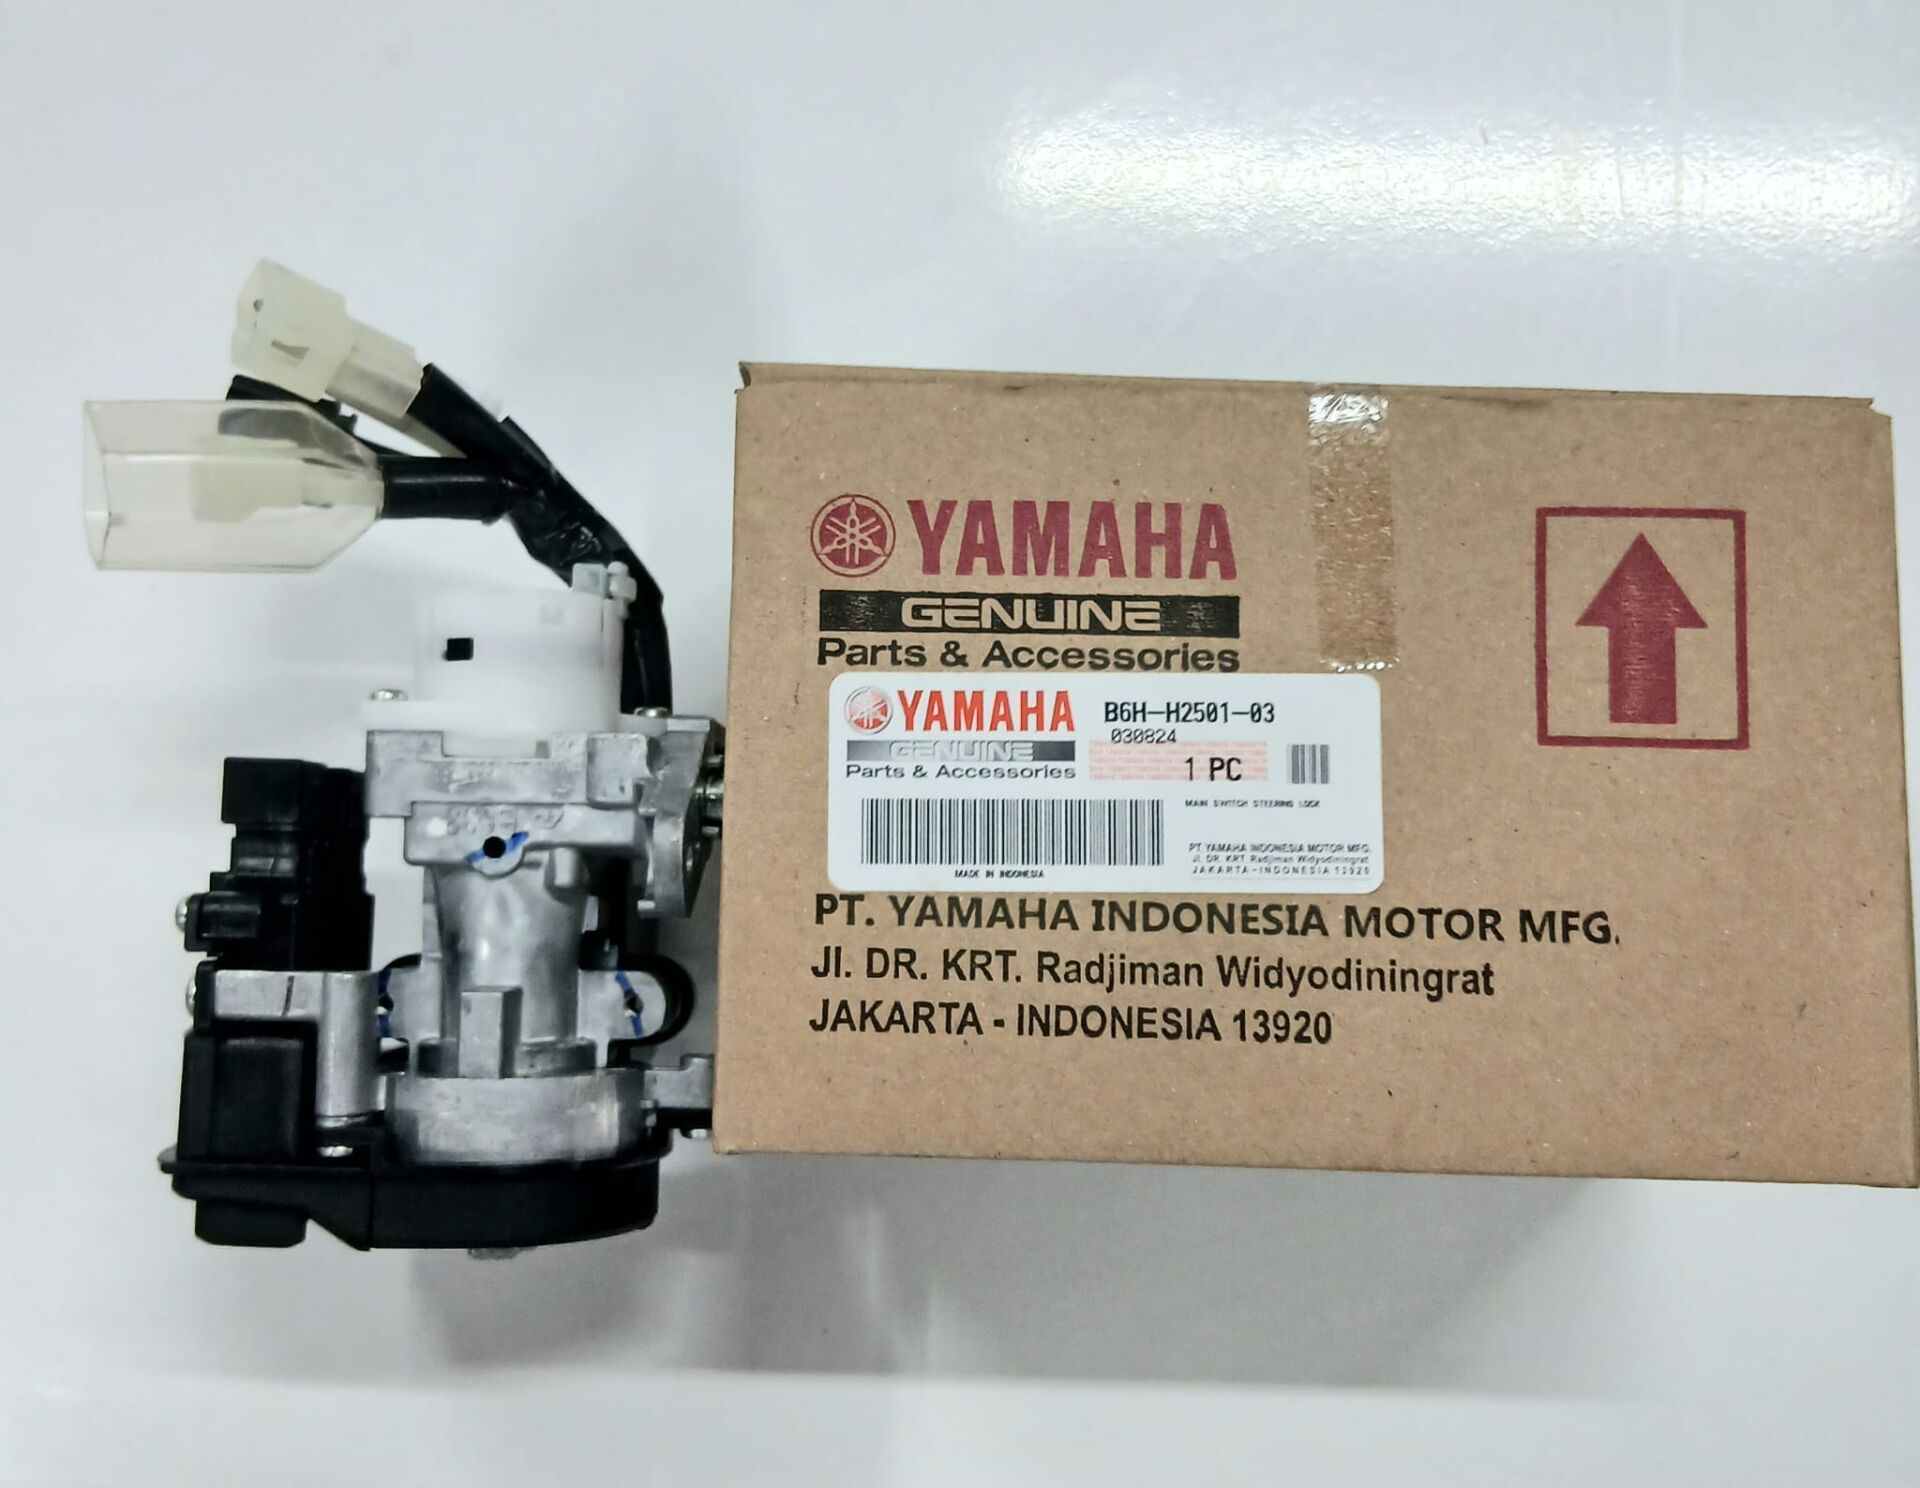 YAMAHA
GENUINE
Parts & Accessories
YAMAHA
GENUINE
Parts & Accessories
B6H-H2501-03
030824
1 PC
MAIN SWITCH STEERING LOCK
MADE IN INDONESIA
PT. YAMAHA INDONESIA MOTOR MFG.
Jl. DR. KRT. Radjiman Widyodiningrat
JAKARTA - INDONESIA 13920
PT. YAMAHA INDONESIA MOTOR MFG.
Jl. DR. KRT. Radjiman Widyodiningrat
JAKARTA - INDONESIA 13920